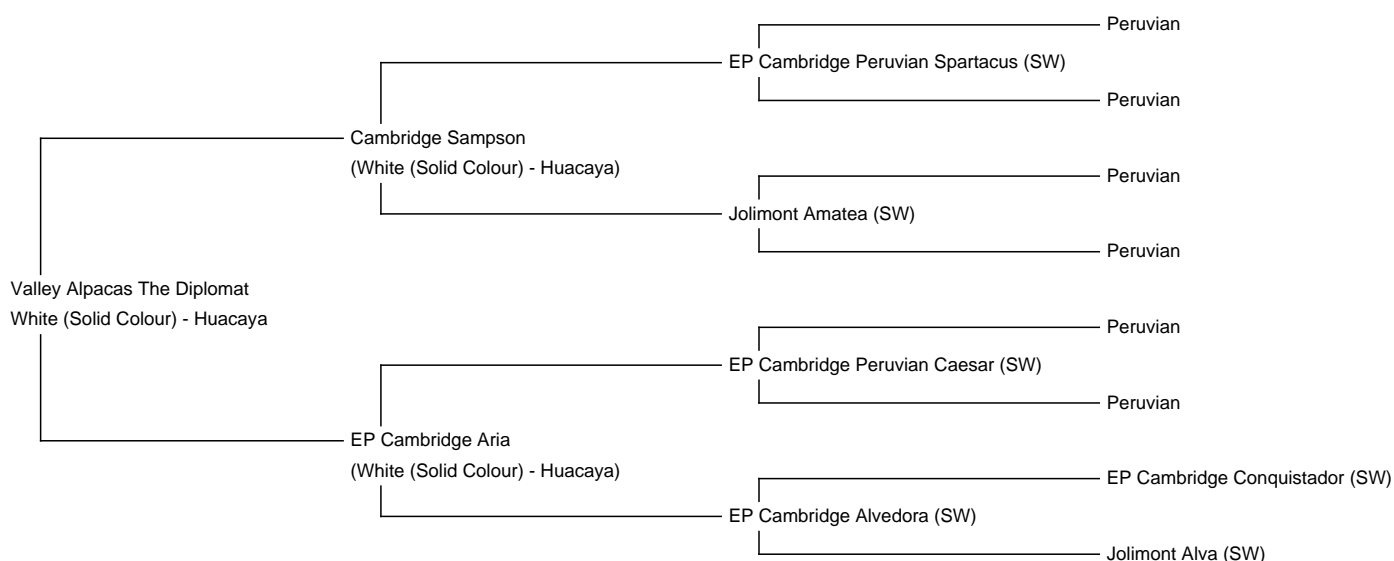 Peruvian
EP Cambridge Peruvian Spartacus (SW)
Peruvian
Cambridge Sampson
(White (Solid Colour) - Huacaya)
Peruvian
Jolimont Amatea (SW)
Peruvian
Valley Alpacas The Diplomat
White (Solid Colour) - Huacaya
Peruvian
EP Cambridge Peruvian Caesar (SW)
Peruvian
EP Cambridge Aria
(White (Solid Colour) - Huacaya)
EP Cambridge Conquistador (SW)
EP Cambridge Alvedora (SW)
Jolimont Alva (SW)